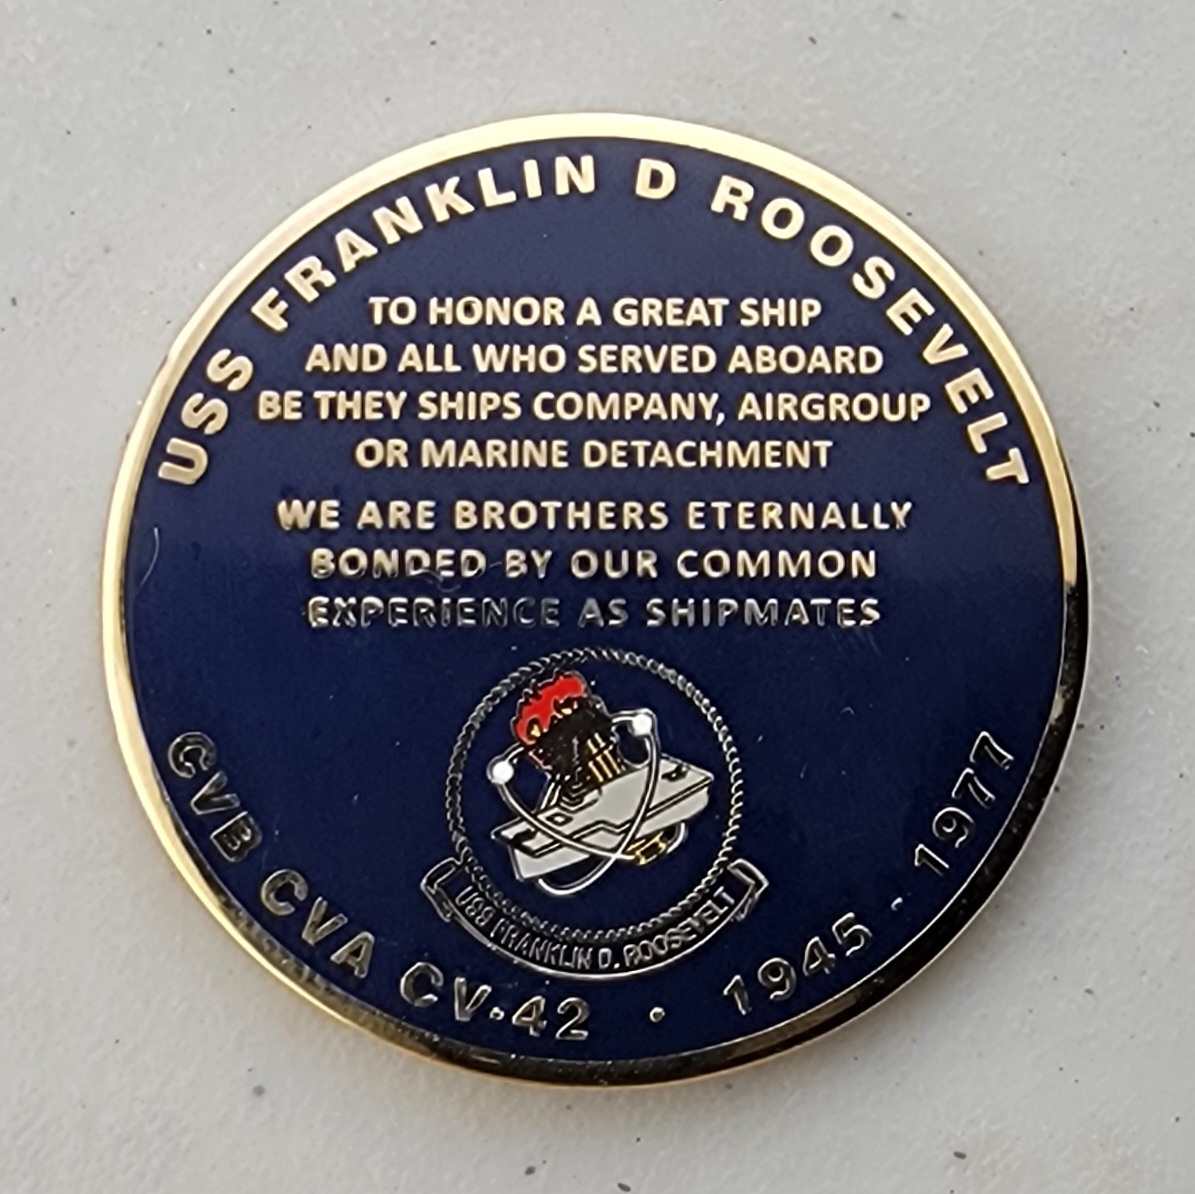 USS FRANKLIN D ROOSEVELT
TO HONOR A GREAT SHIP
AND ALL WHO SERVED ABOARD
BE THEY SHIPS COMPANY, AIRGROUP
OR MARINE DETACHMENT
WE ARE BROTHERS ETERNALLY
BONDED BY OUR COMMON
EXPERIENCE AS SHIPMATES
USS FRANKLIN D. ROOSEVELT
CVB CVA CV-42 · 1945 - 1977